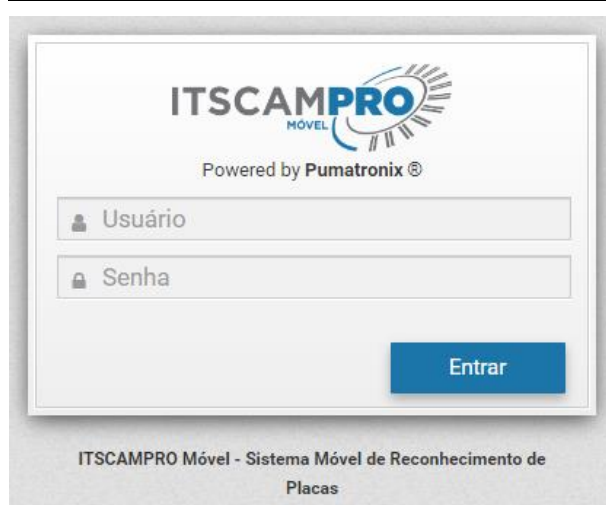 ITSCAMPRO
MÓVEL
Powered by Pumatronix ®
Usuário
Senha
Entrar
ITSCAMPRO Móvel - Sistema Móvel de Reconhecimento de
Placas